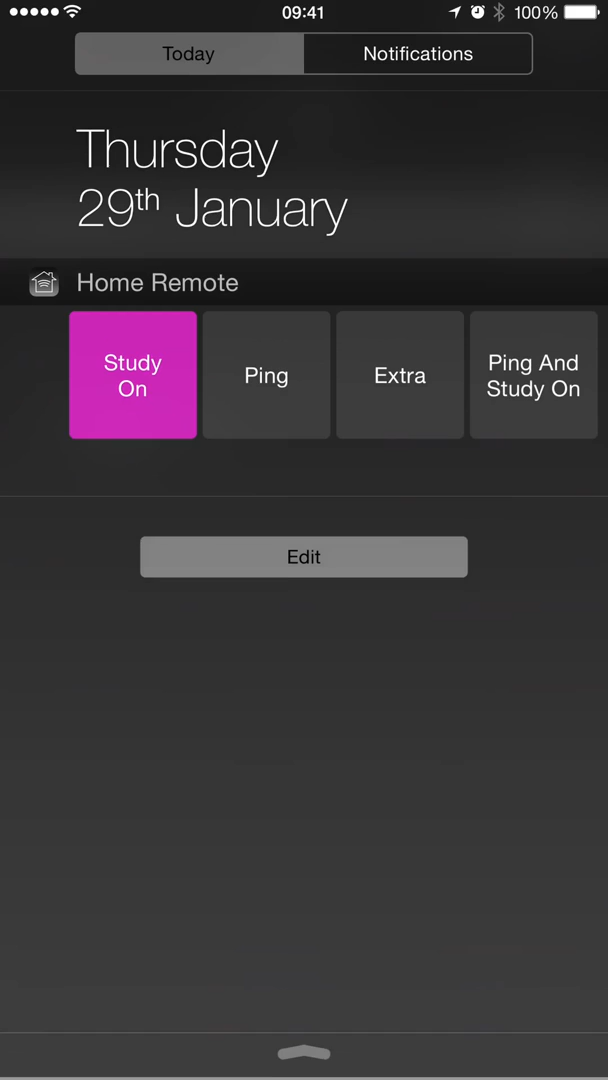 09:41
100%
Today
Notifications
Thursday
29th January
Home Remote
Study
On
Ping
Extra
Ping And
Study On
Edit